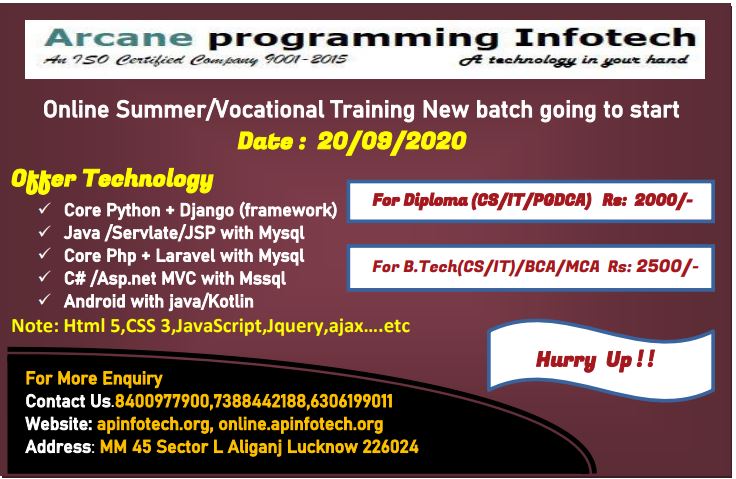 Arcane programming Infotech
An ISO Certified Company 9001-2015 A technology in your hand
Online Summer/Vocational Training New batch going to start
Date : 20/09/2020
Offer Technology
✓ Core Python + Django (framework)
✓ Java /Servlate/JSP with Mysql
✓ Core Php + Laravel with Mysql
✓ C# /Asp.net MVC with Mssql
✓ Android with java/Kotlin
Note: Html 5,CSS 3,JavaScript,Jquery,ajax....etc
For Diploma (CS/IT/PGDCA) Rs: 2000/-
For B.Tech(CS/IT)/BCA/MCA Rs: 2500/-
Hurry Up !!
For More Enquiry
Contact Us.8400977900,7388442188,6306199011
Website: apinfotech.org, online.apinfotech.org
Address: MM 45 Sector L Aliganj Lucknow 226024